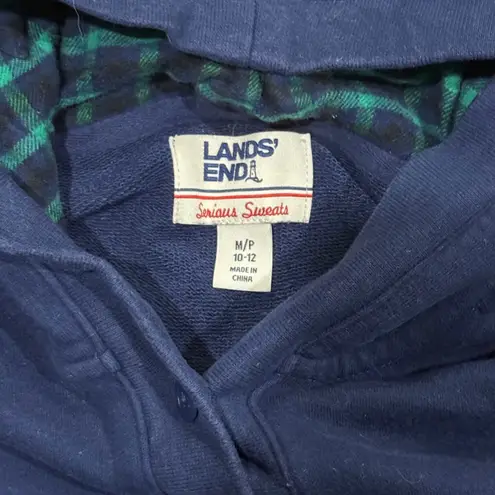 LANDS'
END
Serious Sweats
M/P
10-12
MADE IN
CHINA